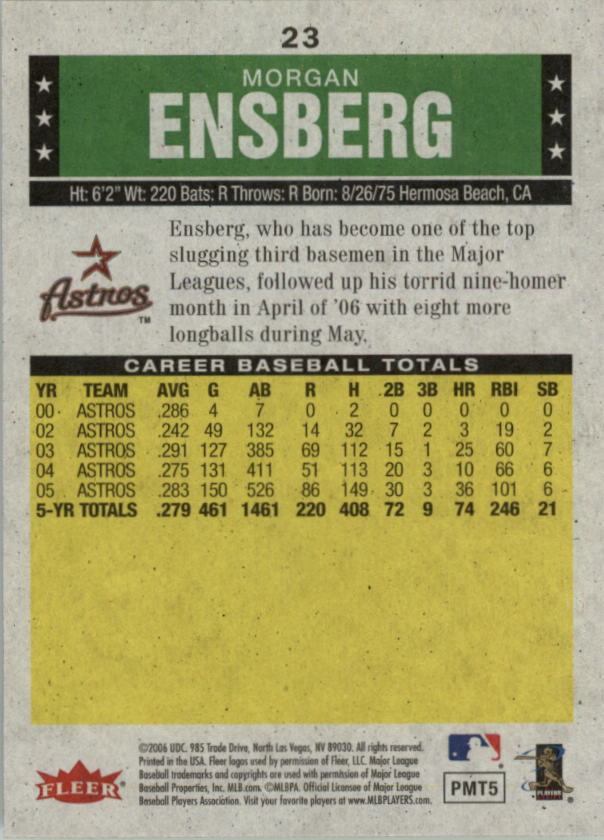 23
MORGAN
ENSBERG
Ht: 6'2" Wt: 220 Bats: R Throws: R Born: 8/26/75 Hermosa Beach, CA
Ensberg, who has become one of the top
slugging third basemen in the Major
Leagues, followed up his torrid nine-homer
month in April of '06 with eight more
longballs during May.
Astros
TM
CAREER BASEBALL TOTALS
YR TEAM AVG G AB R H 2B 3B HR RBI SB
00 ASTROS .286 4 7 0 2 0 0 0 0 0
02 ASTROS .242 49 132 14 32 7 2 3 19 2
03 ASTROS .291 127 385 69 112 15 1 25 60 7
04 ASTROS .275 131 411 51 113 20 3 10 66 6
05 ASTROS .283 150 526 86 149 30 3 36 101 6
5-YR TOTALS .279 461 1461 220 408 72 9 74 246 21
©2006 UDC. 985 Trade Drive, North Las Vegas, NV 89030. All rights reserved.
Printed in the USA. Fleer logos used by permission of Fleer, LLC. Major League
Baseball trademarks and copyrights are used with permission of Major League
Baseball Properties, Inc. MLB.com. ©MLBPA. Official Licensee of Major League
Baseball Players Association. Visit your favorite players at www.MLBPLAYERS.com.
FLEER
PMT5
PLAYERS